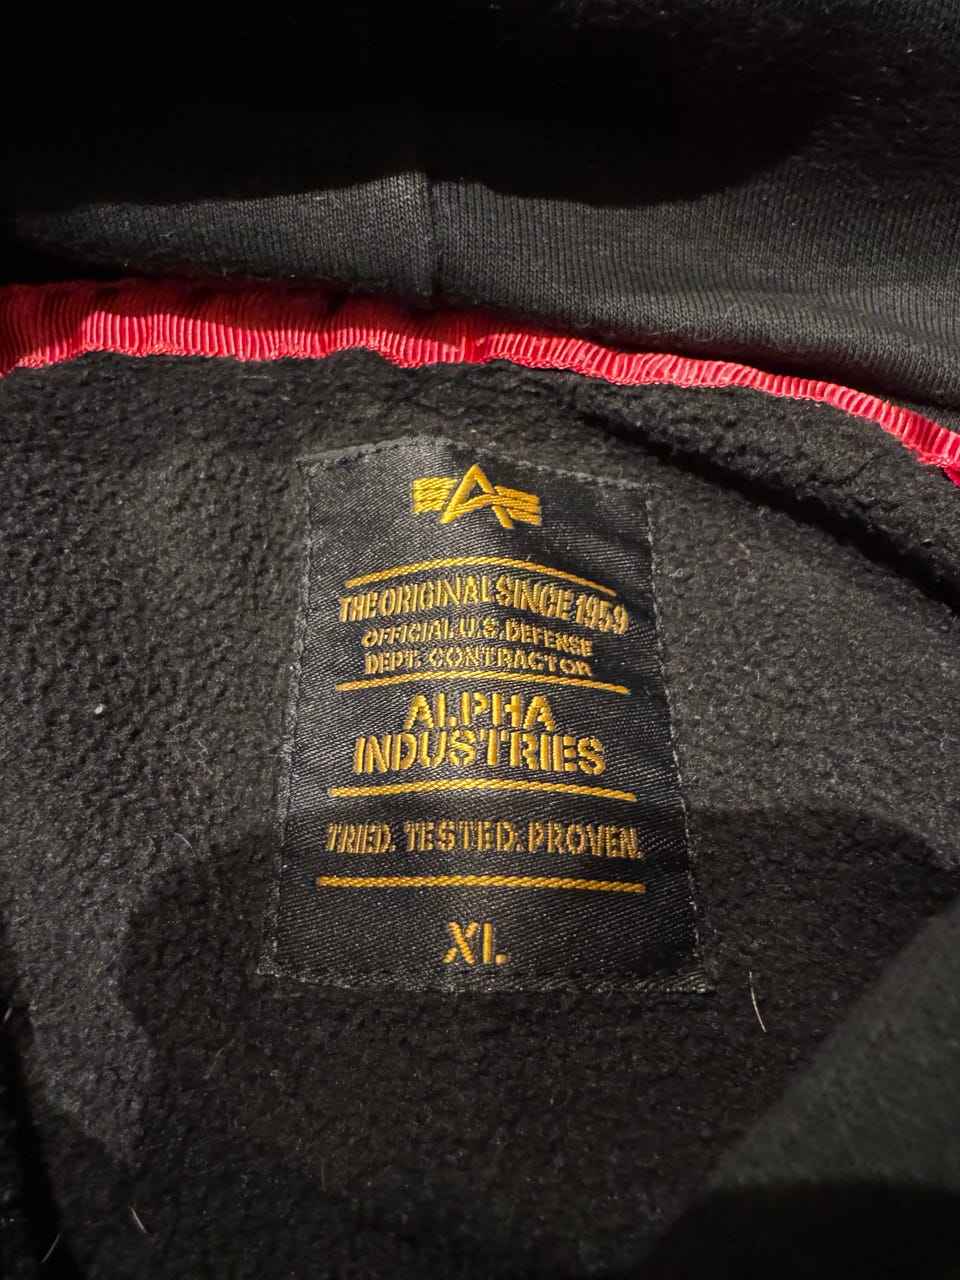 THE ORIGINAL SINCE 1959
OFFICIAL U.S. DEFENSE
DEPT. CONTRACTOR
ALPHA
INDUSTRIES
TRIED. TESTED. PROVEN.
XL